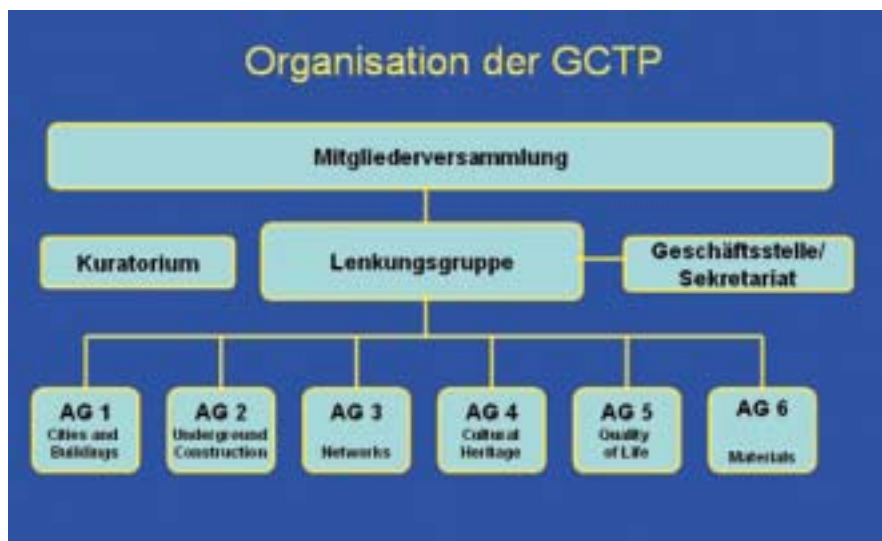 Organisation der GCTP
Mitgliederversammlung
Kuratorium
Lenkungsgruppe
Geschäftsstelle/
Sekretariat
AG 1
Cities and
Buildings
AG 2
Underground
Construction
AG 3
Networks
AG 4
Cultural
Heritage
AG 5
Quality
of Life
AG 6
Materials